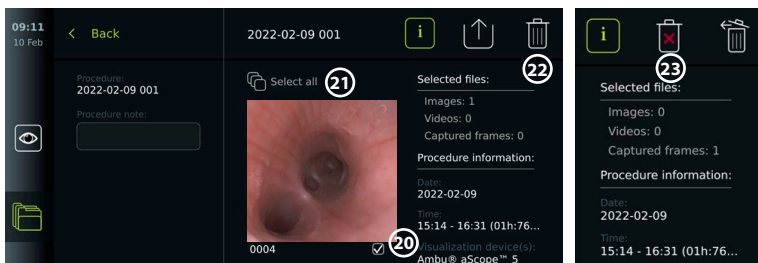 09:11
10 Feb
Back
2022-02-09 001
i
22
Procedure:
2022-02-09 001
Procedure note:
Select all
21
0004
20
Selected files:
Images: 1
Videos: 0
Captured frames: 0
Procedure information:
Date:
2022-02-09
Time:
15:14 - 16:31 (01h:76...
Visualization device(s):
Ambu® aScope™ 5
i
23
Selected files:
Images: 0
Videos: 0
Captured frames: 1
Procedure information:
Date:
2022-02-09
Time:
15:14 - 16:31 (01h:76...